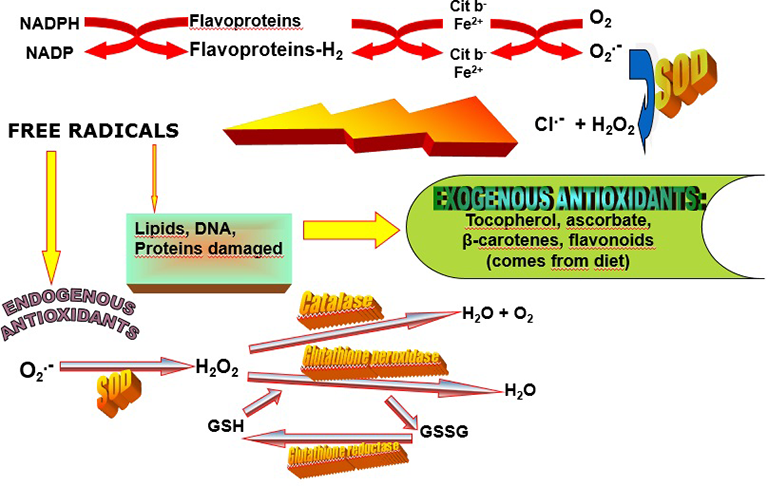 NADPH Flavoproteins Cit b- Fe²⁺ O₂
NADP Flavoproteins-H₂ Cit b- Fe²⁺ O₂·-
SOD
FREE RADICALS
Cl·- + H₂O₂
EXOGENOUS ANTIOXIDANTS:
Tocopherol, ascorbate,
β-carotenes, flavonoids
(comes from diet)
Lipids, DNA,
Proteins damaged
ENDOGENOUS
ANTIOXIDANTS
Catalase
H₂O + O₂
Glutathione peroxidase
O₂·- H₂O₂
SOD
H₂O
GSH GSSG
Glutathione reductase